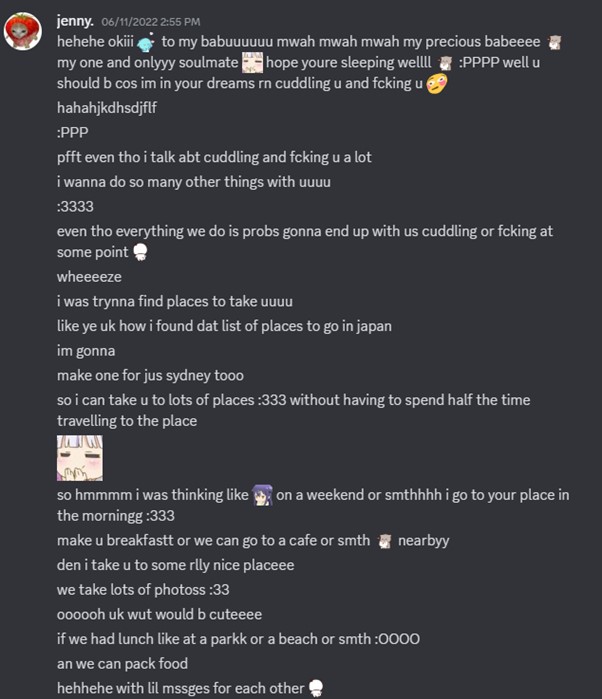 jenny. 06/11/2022 2:55 PM
hehehe okiii to my babuuuuuu mwah mwah mwah my precious babeeee
my one and onlyyy soulmate hope youre sleeping wellll :PPPP well u
should b cos im in your dreams rn cuddling u and fcking u
hahahjkdhsdjflf
:PPP
pfft even tho i talk abt cuddling and fcking u a lot
i wanna do so many other things with uuuu
:3333
even tho everything we do is probs gonna end up with us cuddling or fcking at
some point
wheeeeze
i was trynna find places to take uuuu
like ye uk how i found dat list of places to go in japan
im gonna
make one for jus sydney tooo
so i can take u to lots of places :333 without having to spend half the time
travelling to the place
so hmmmm i was thinking like on a weekend or smthhhh i go to your place in
the morningg :333
make u breakfastt or we can go to a cafe or smth nearbyy
den i take u to some rlly nice placeee
we take lots of photoss :33
oooooh uk wut would b cuteeee
if we had lunch like at a parkk or a beach or smth :OOOO
an we can pack food
hehhehe with lil mssges for each other